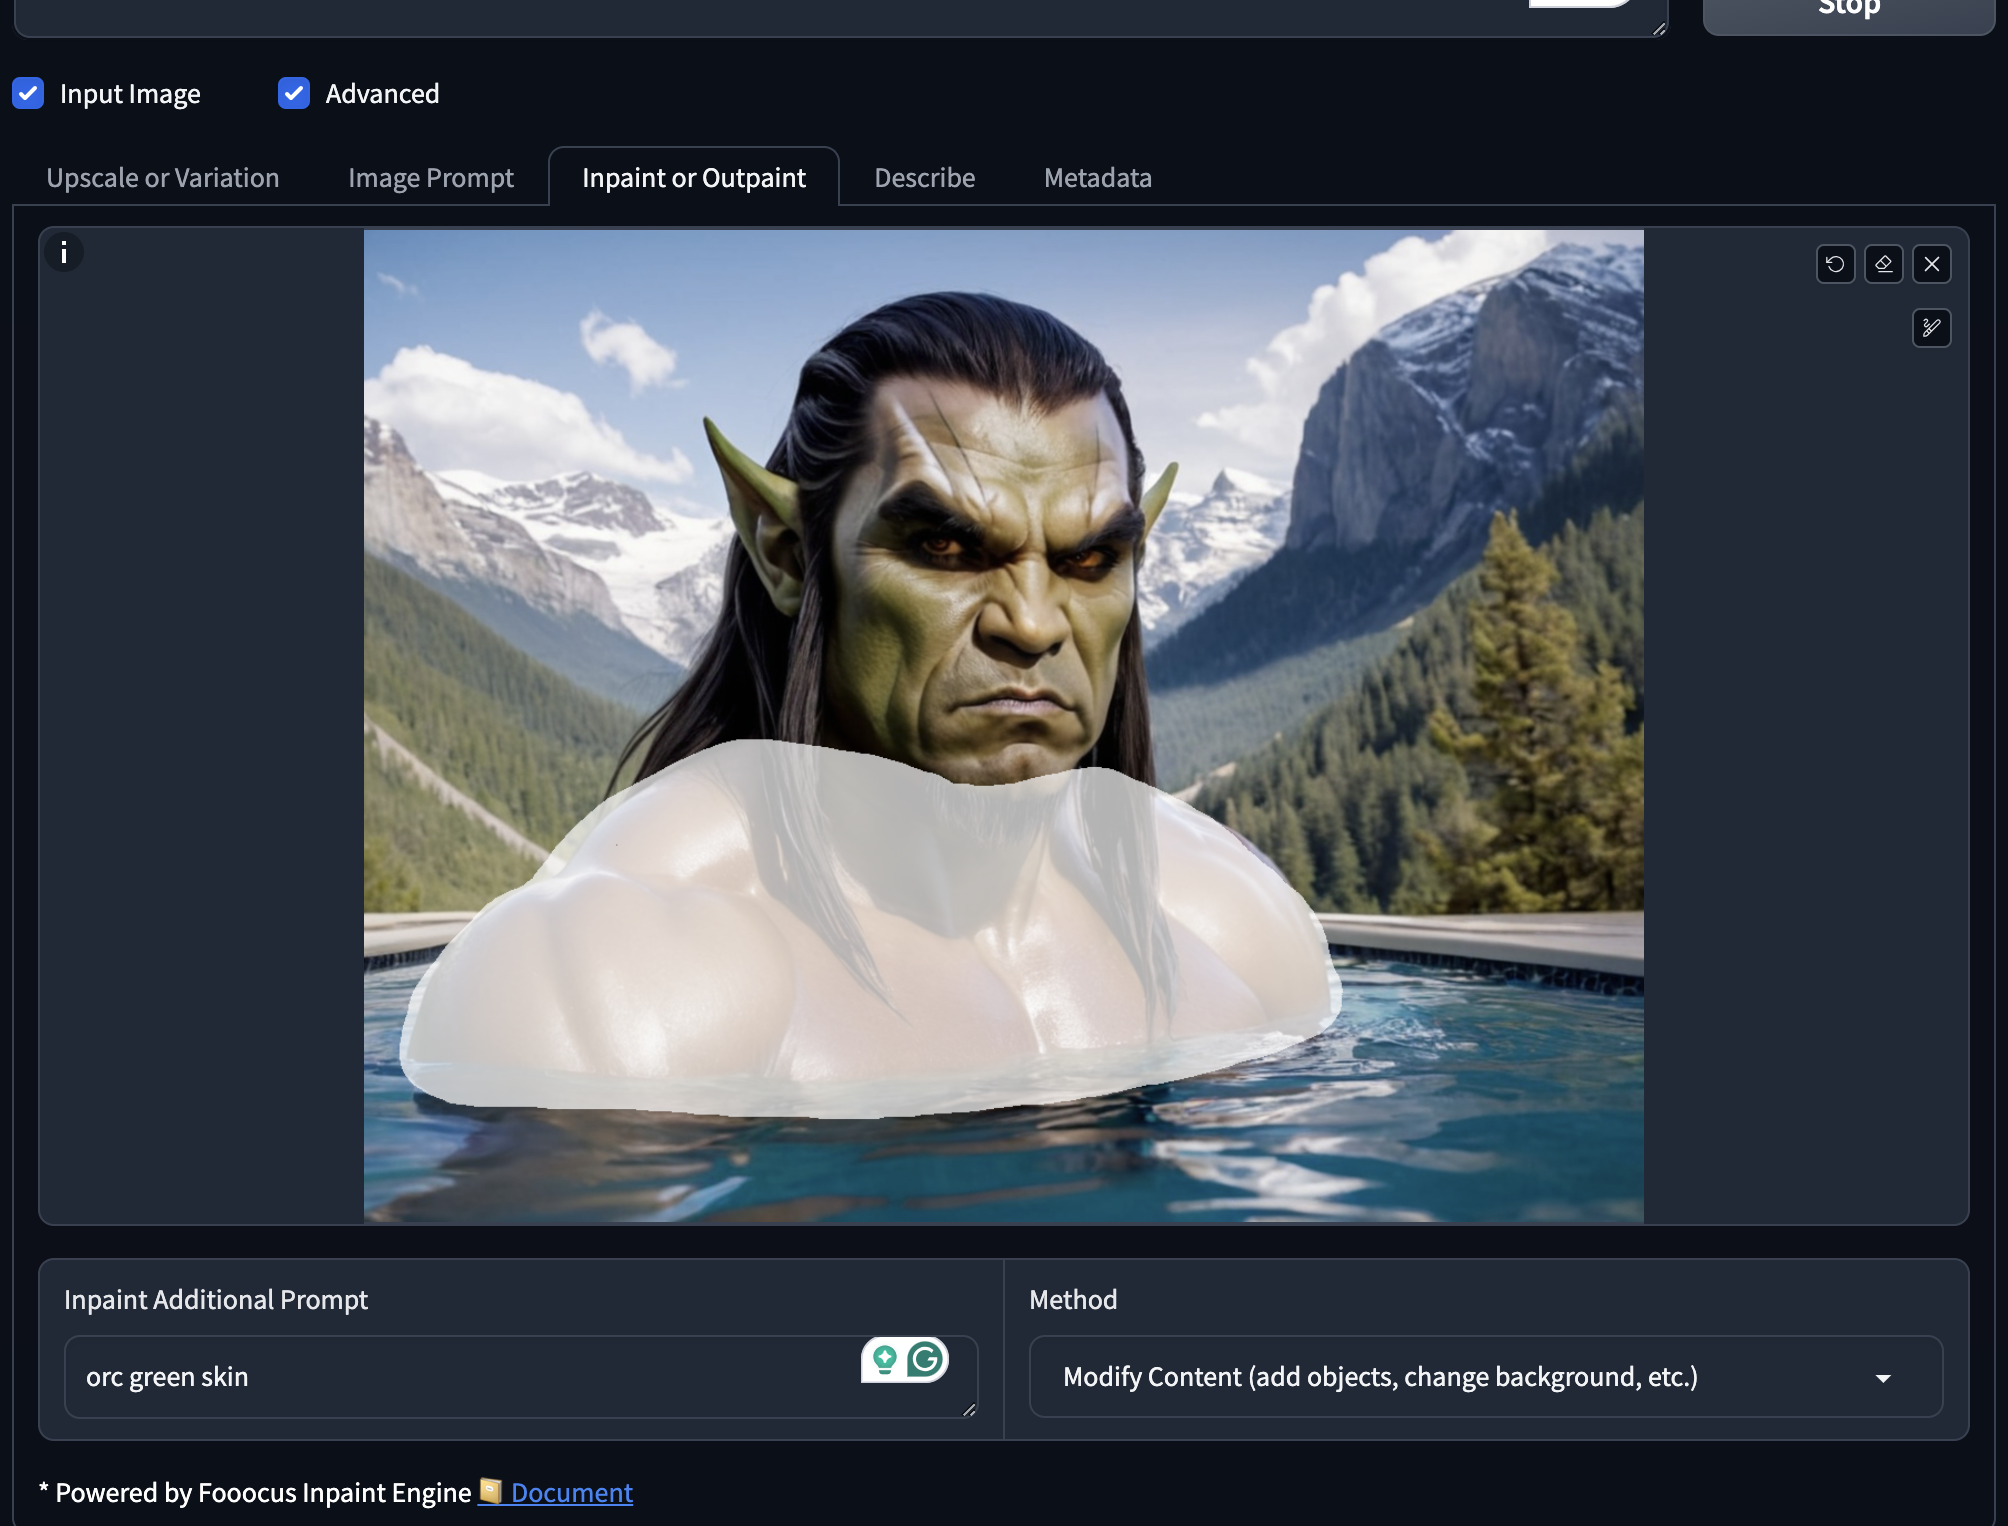 Stop
Input Image
Advanced
Upscale or Variation
Image Prompt
Inpaint or Outpaint
Describe
Metadata
i
Inpaint Additional Prompt
orc green skin
Method
Modify Content (add objects, change background, etc.)
* Powered by Fooocus Inpaint Engine Document